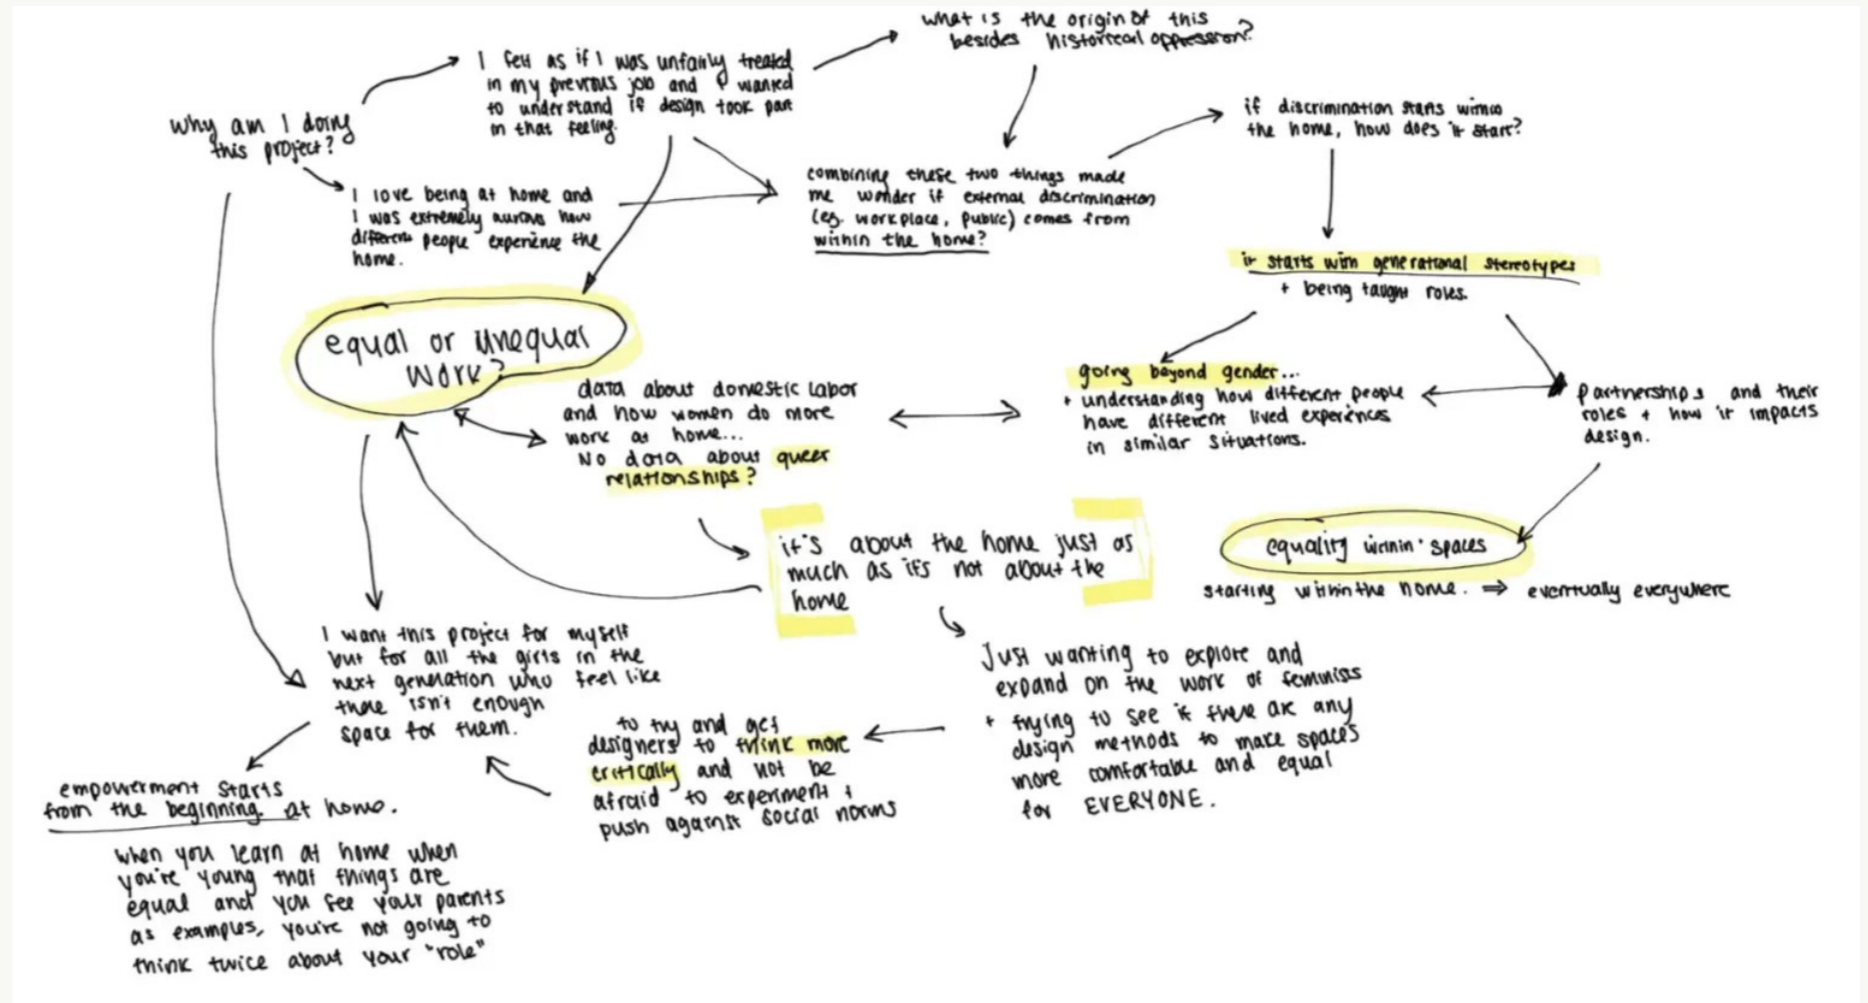 what is the origin of this
besides historical oppression?
I felt as if I was unfairly treated
in my previous job and I wanted
to understand if design took part
in that feeling.
why am I doing
this project?
if discrimination starts within
the home, how does it start?
I love being at home and
I was extremely curious how
different people experience the
home.
combining these two things made
me wonder if external discrimination
(eg. workplace, public) comes from
within the home?
it starts with generational stereotypes
+ being taught roles.
equal or unequal
work?
data about domestic labor
and how women do more
work at home...
No data about queer
relationships?
going beyond gender...
+ understanding how different people
have different lived experiences
in similar situations.
partnerships and their
roles + how it impacts
design.
it's about the home just as
much as it's not about the
home
equality within spaces
starting within the home. ⇒ eventually everywhere
I want this project for myself
but for all the girls in the
next generation who feel like
there isn't enough
space for them.
Just wanting to explore and
expand on the work of feminists
+ trying to see if there are any
design methods to make spaces
more comfortable and equal
for EVERYONE.
to try and get
designers to think more
critically and not be
afraid to experiment +
push against social norms
empowerment starts
from the beginning at home.
when you learn at home when
you're young that things are
equal and you see your parents
as examples, you're not going to
think twice about your "role"